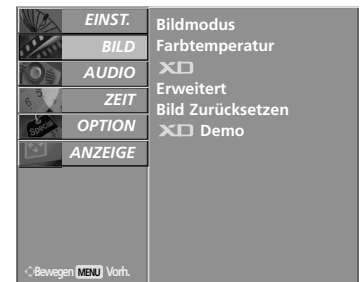 EINST.
BILD
AUDIO
ZEIT
OPTION
ANZEIGE
Bewegen MENU Vorh.
Bildmodus
Farbtemperatur
XD
Erweitert
Bild Zurücksetzen
XD Demo